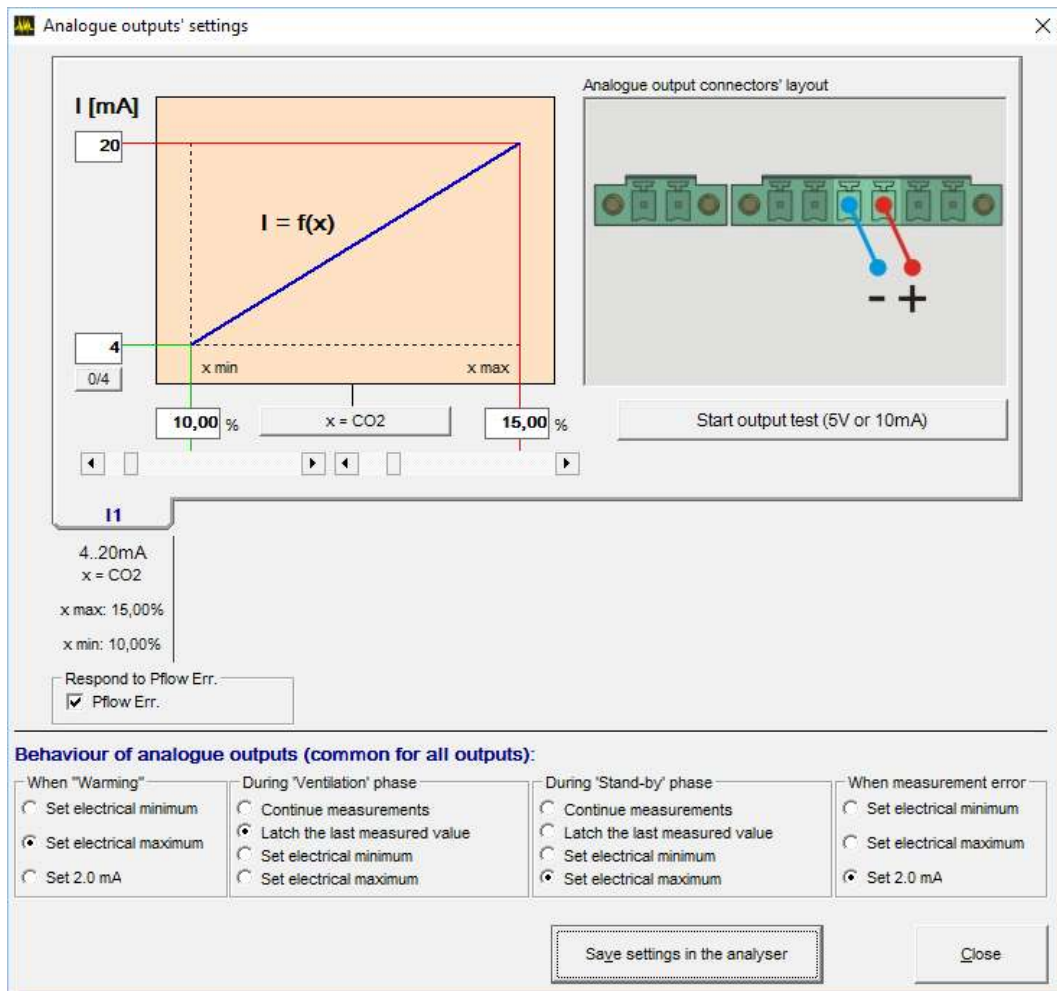 Analogue outputs' settings
I [mA]
20
I = f(x)
4
0/4
x min
x max
10,00 %
x = CO2
15,00 %
Analogue output connectors' layout
- +
Start output test (5V or 10mA)
I1
4..20mA
x = CO2
x max: 15,00%
x min: 10,00%
Respond to Pflow Err.
Pflow Err.
Behaviour of analogue outputs (common for all outputs):
When "Warming"
Set electrical minimum
Set electrical maximum
Set 2.0 mA
During 'Ventilation' phase
Continue measurements
Latch the last measured value
Set electrical minimum
Set electrical maximum
During 'Stand-by' phase
Continue measurements
Latch the last measured value
Set electrical minimum
Set electrical maximum
When measurement error
Set electrical minimum
Set electrical maximum
Set 2.0 mA
Save settings in the analyser
Close